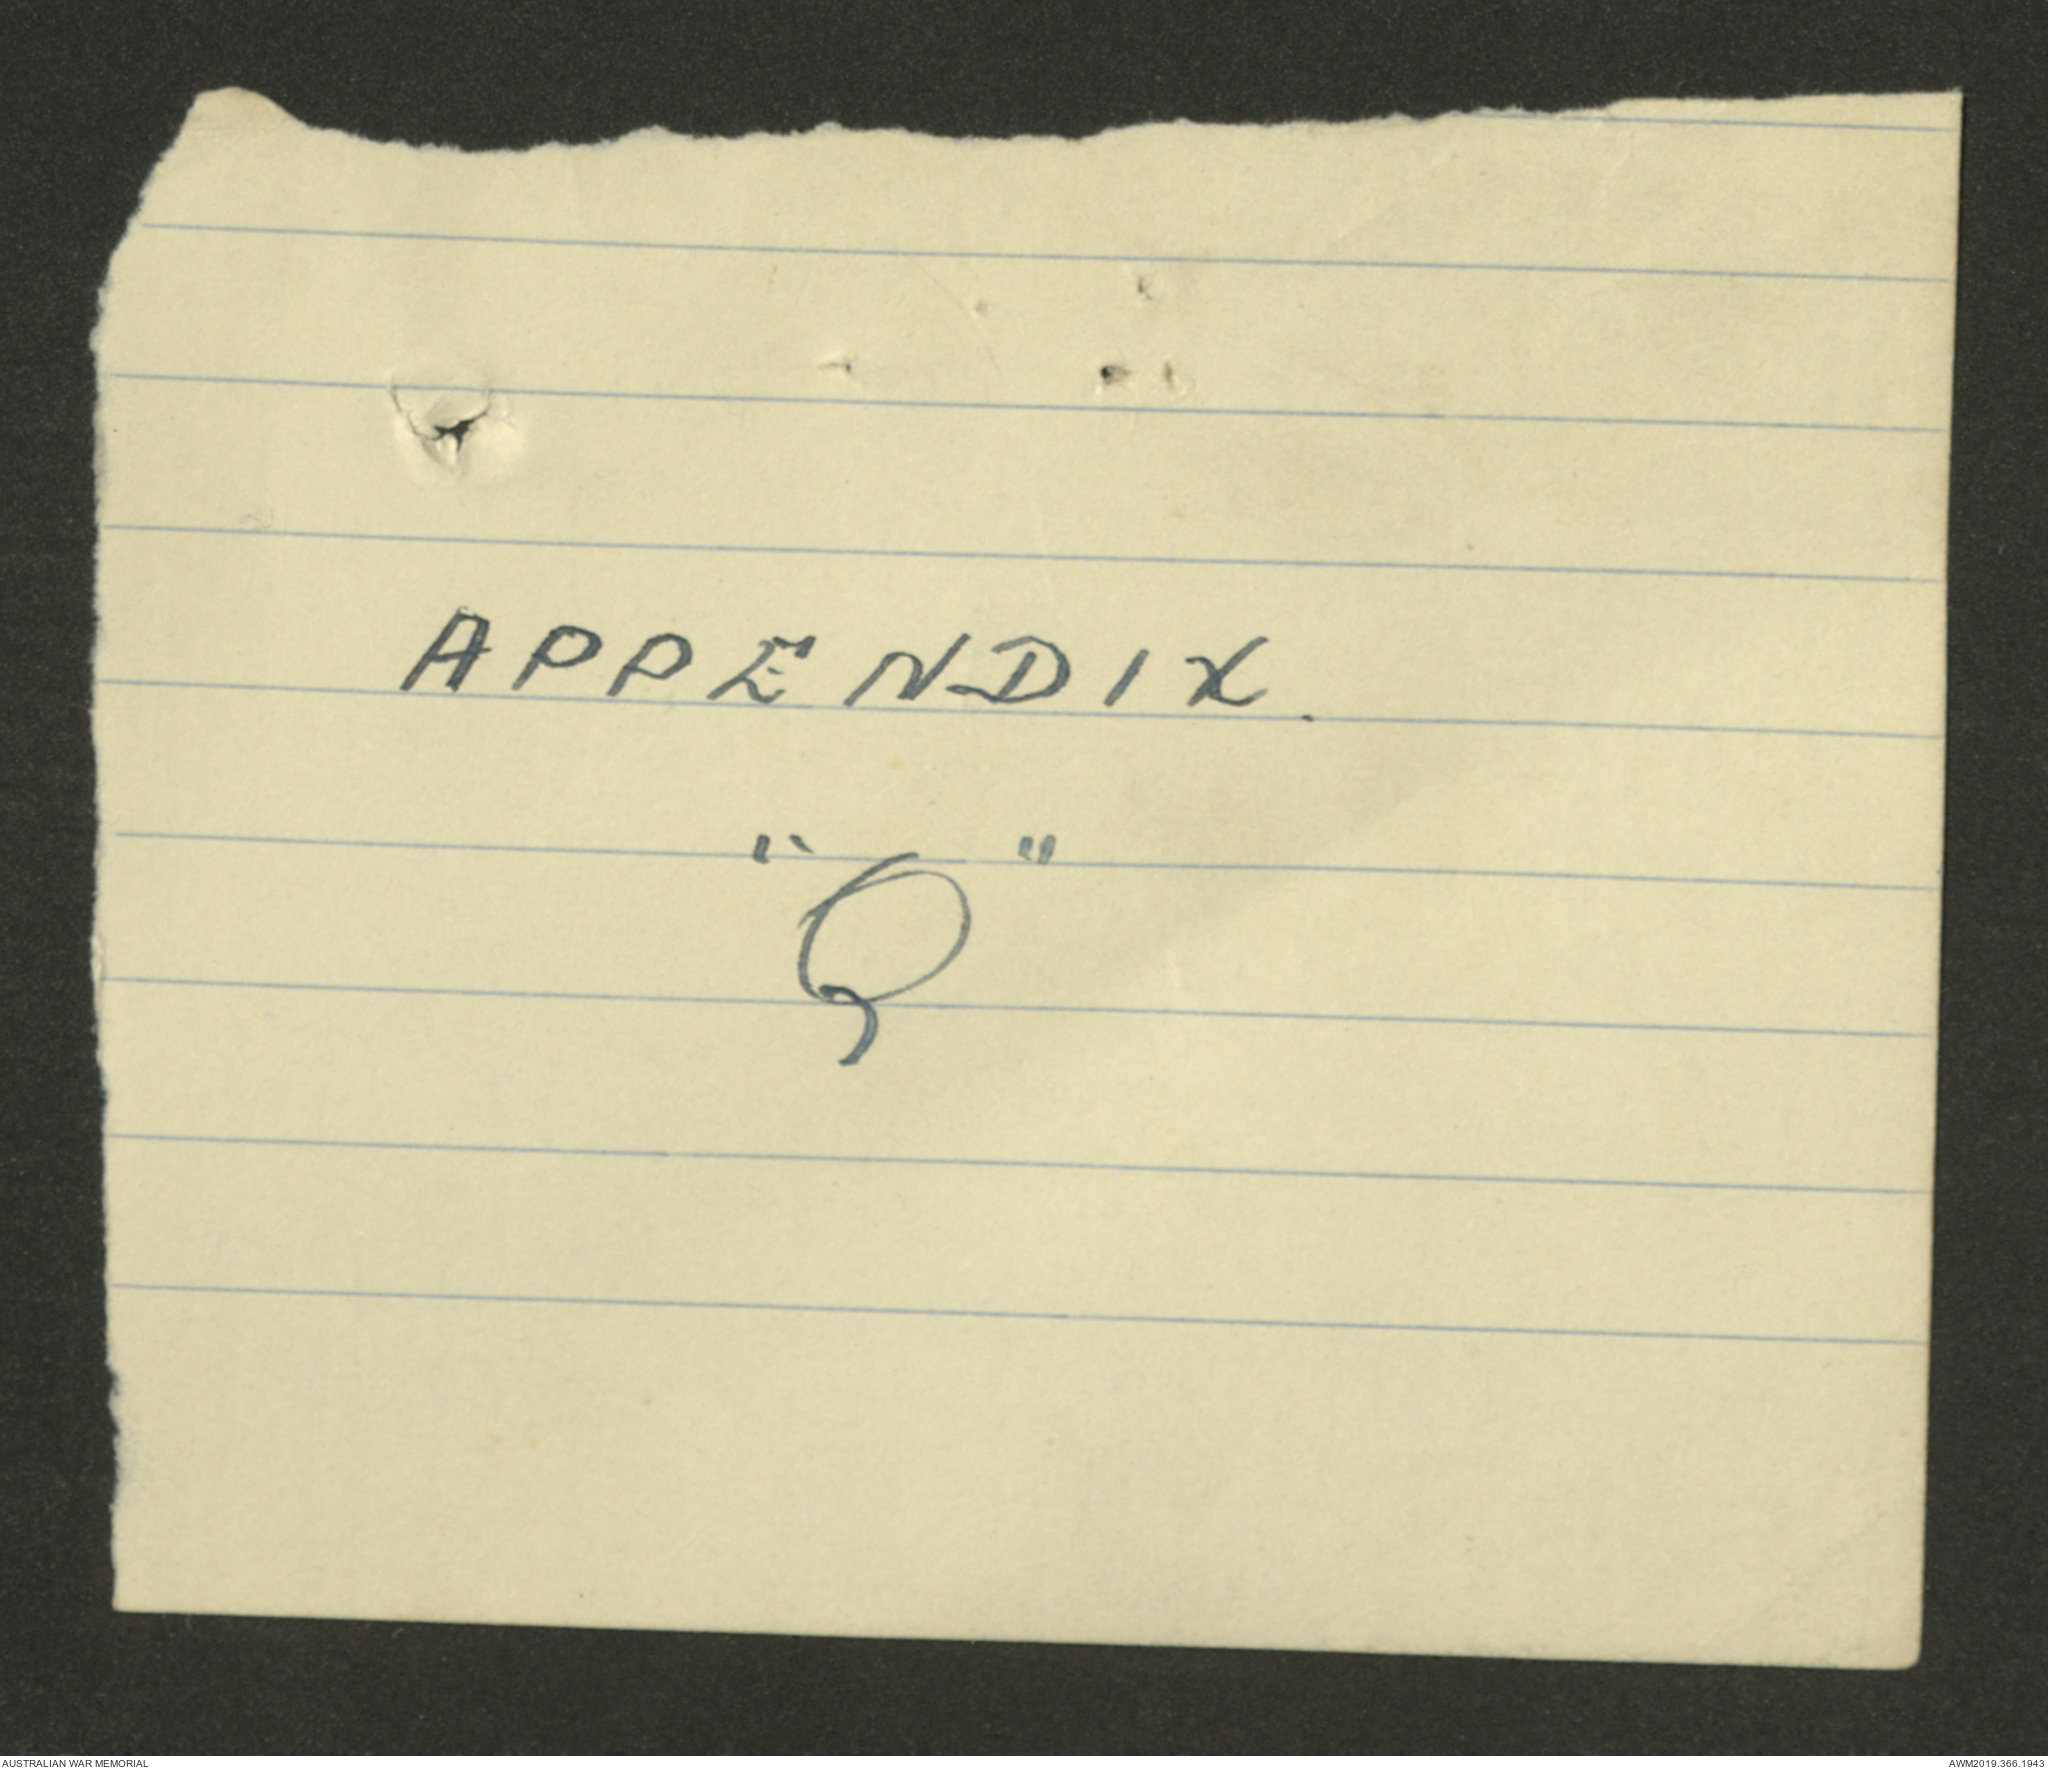 APPENDIX.
"Q"
AUSTRALIAN WAR MEMORIAL
AWM2019.366.1943